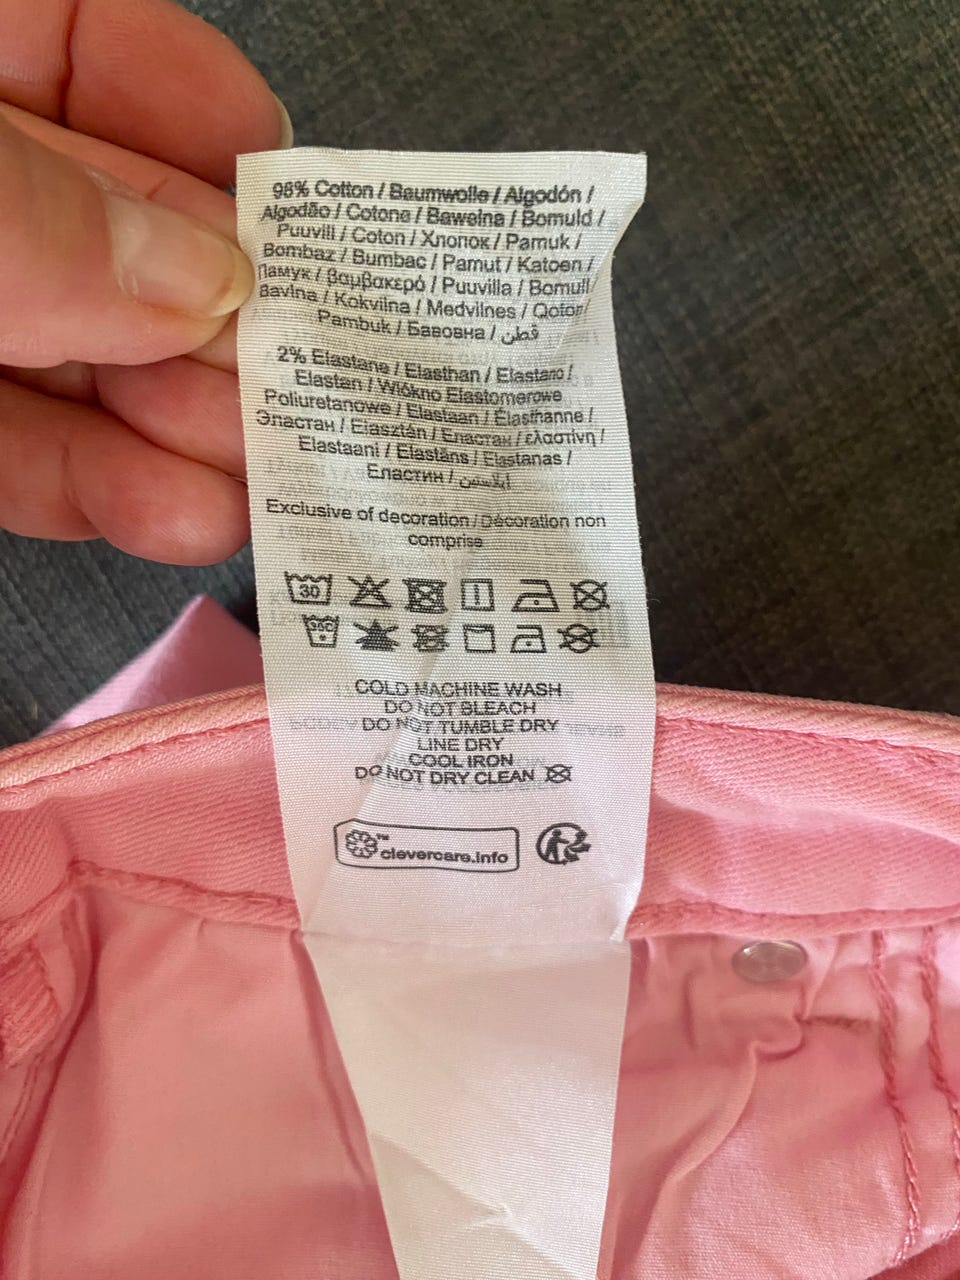 98% Cotton / Baumwolle / Algodón /
Algodão / Cotone / Bawełna / Bomuld /
Puuvill / Coton / Хлопок / Pamuk /
Bombaz / Bumbac / Pamut / Katoen /
Памук / βαμβακερό / Puuvilla / Bomull/
Bavlna / Kokvilna / Medvilnes / Qoton/
Pambuk / Бавовна / قطن
2% Elastane / Elasthan / Elastano /
Elastan / Włókno Elastomerowe
Poliuretanowe / Elastaan / Élasthanne /
Эластан / Elasztán / Еластан / ελαστίνη /
Elastaani / Elastāns / Elastanas /
Еластин /
Exclusive of decoration / Décoration non
comprise
30
COLD MACHINE WASH
DO NOT BLEACH
DO NOT TUMBLE DRY
LINE DRY
COOL IRON
DO NOT DRY CLEAN
™
clevercare.info